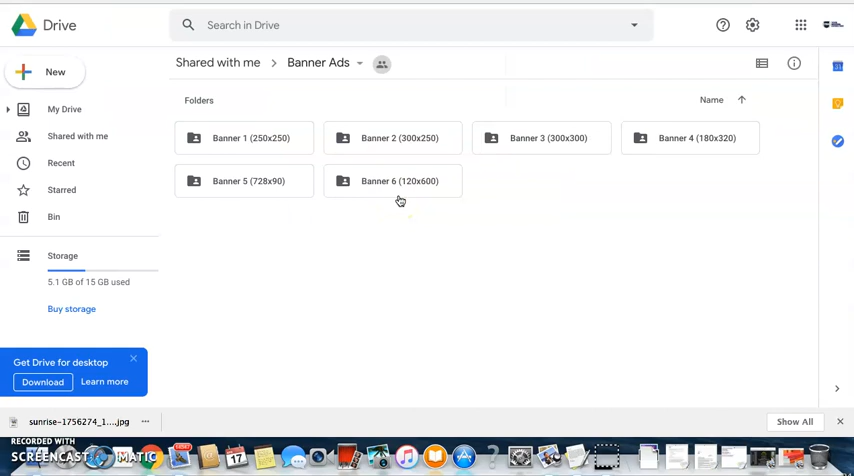 Drive
Search in Drive
New
Shared with me > Banner Ads
My Drive
Shared with me
Recent
Starred
Bin
Storage
5.1 GB of 15 GB used
Buy storage
Folders
Name
Banner 1 (250x250)
Banner 2 (300x250)
Banner 3 (300x300)
Banner 4 (180x320)
Banner 5 (728x90)
Banner 6 (120x600)
Get Drive for desktop
Download
Learn more
sunrise-1756274_1....jpg
Show All
RECORDED WITH
SCREENCAST MATIC
17